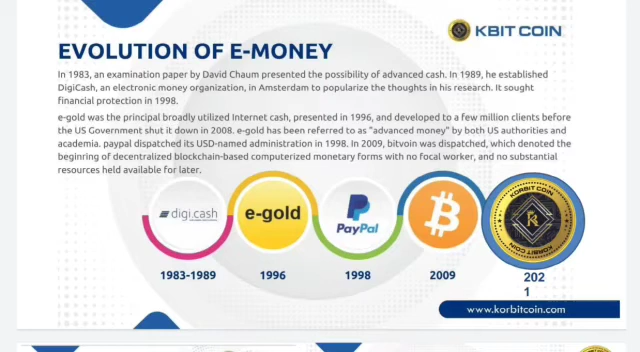 KBIT COIN
EVOLUTION OF E-MONEY
In 1983, an examination paper by David Chaum presented the possibility of advanced cash. In 1989, he established
DigiCash, an electronic money organization, in Amsterdam to popularize the thoughts in his research. It sought
financial protection in 1998.
e-gold was the principal broadly utilized Internet cash, presented in 1996, and developed to a few million clients before
the US Government shut it down in 2008. e-gold has been referred to as "advanced money" by both US authorities and
academia. paypal dispatched its USD-named administration in 1998. In 2009, bitvoin was dispatched, which denoted the
beginring of decentralized blockchain-based computerized monetary forms with no focal worker, and no substantial
resources held available for later.
digi.cash
e-gold
PayPal
KORBIT COIN
KORBIT COIN
1983-1989
1996
1998
2009
202
1
www.korbitcoin.com